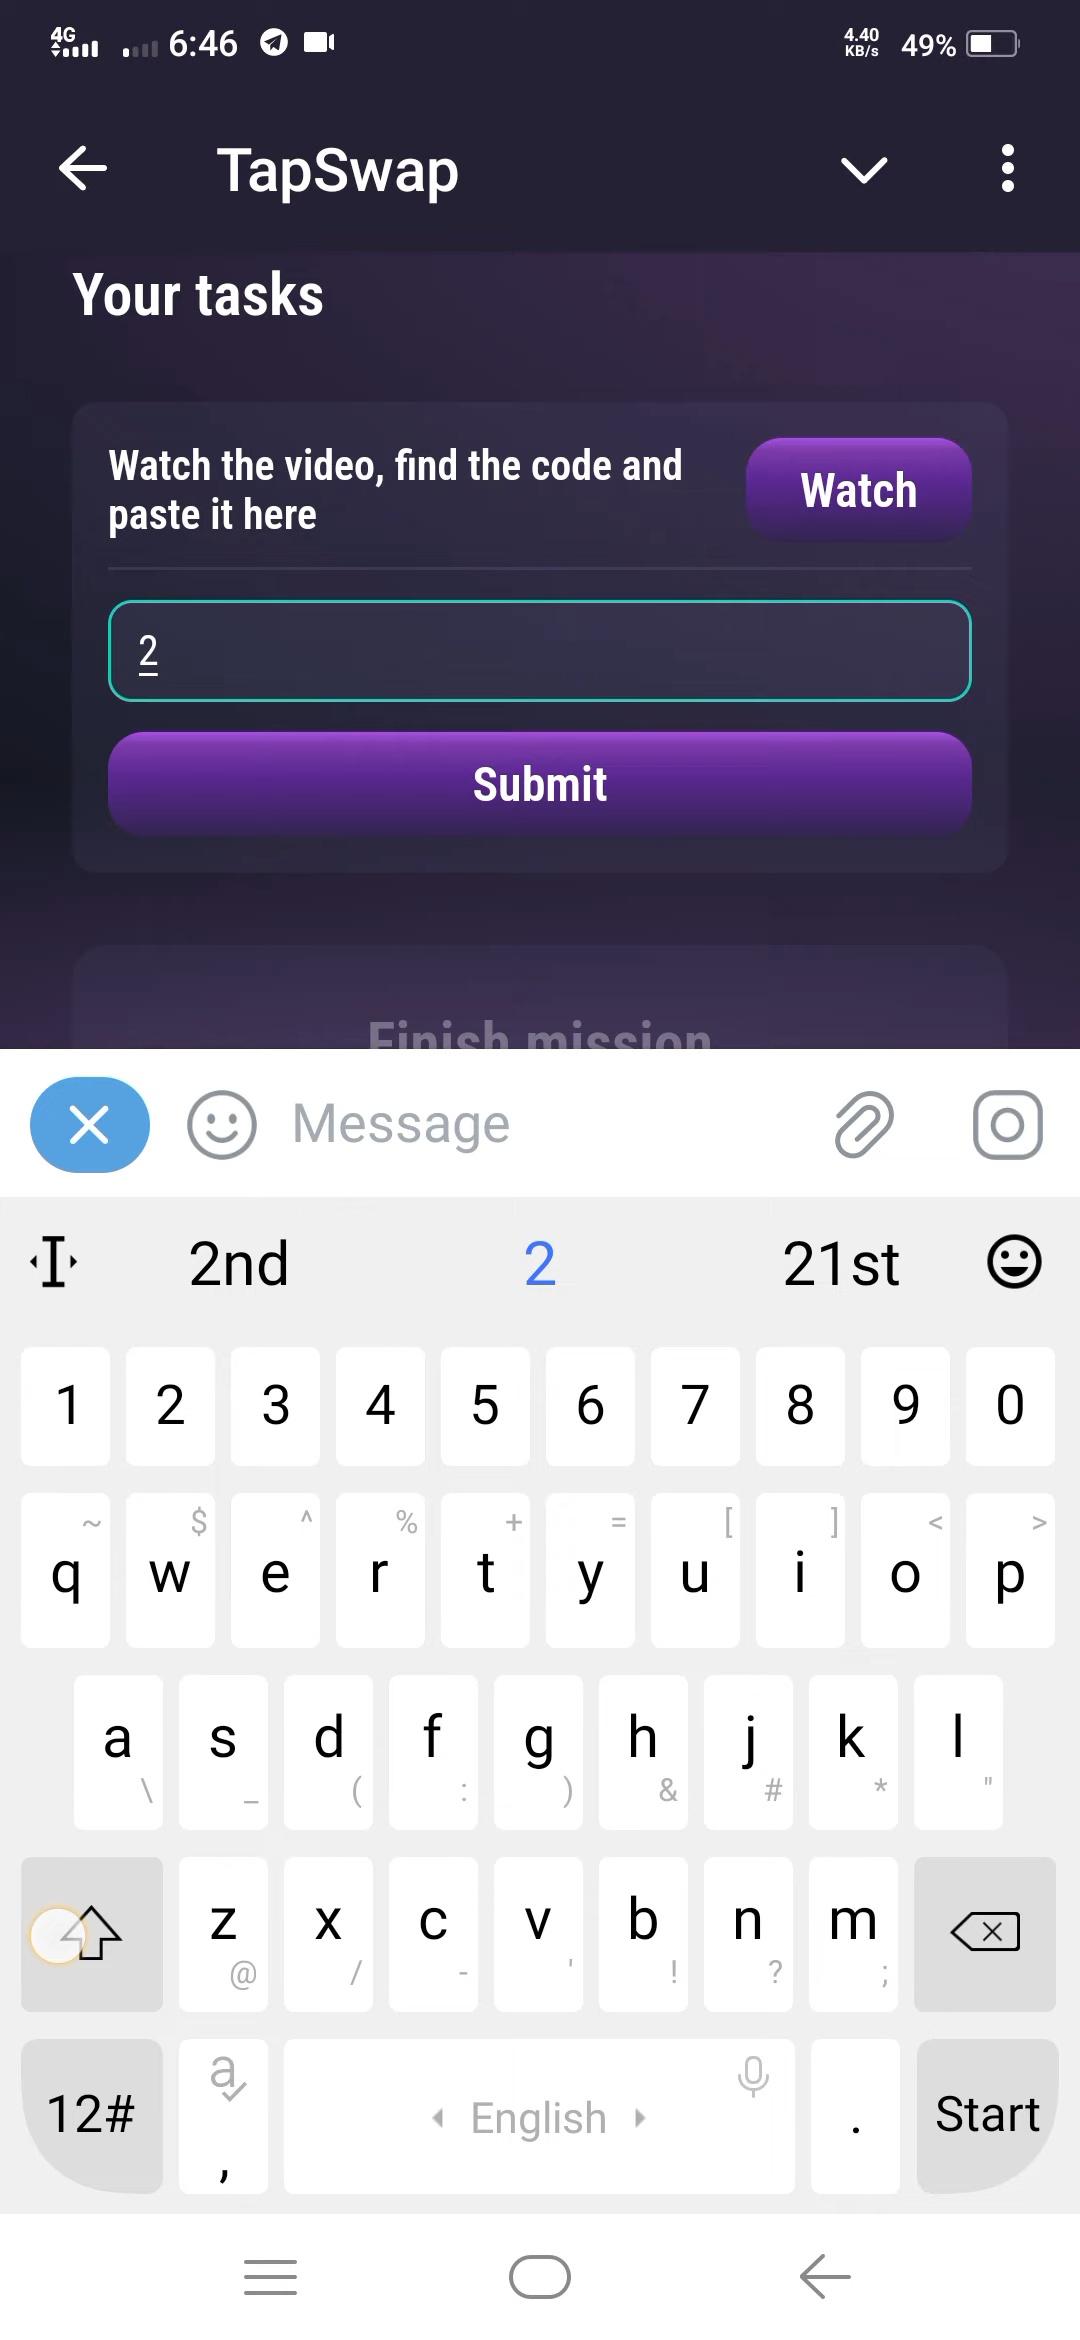 4G 6:46 4.40 KB/s 49%
TapSwap
Your tasks
Watch the video, find the code and
paste it here
Watch
2
Submit
Finish mission
Message
2nd 2 21st
1 2 3 4 5 6 7 8 9 0
~ $ ^ % + = [ ] < >
q w e r t y u i o p
a s d f g h j k l
\ _ ( : ) & # * "
z x c v b n m
@ / - ' ! ? ;
12# a , English . Start